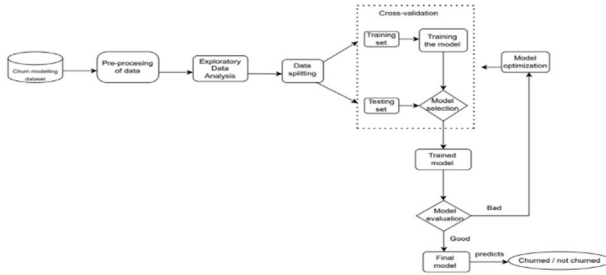 Cross-validation
Churn modelling
dataset
Pre-procesing
of data
Exploratory
Data
Analysis
Data
splitting
Training
set
Training
the model
Testing
set
Model
selection
Model
optimization
Trained
model
Model
evaluation
Bad
Good
Final
model
predicts
Churned / not churned